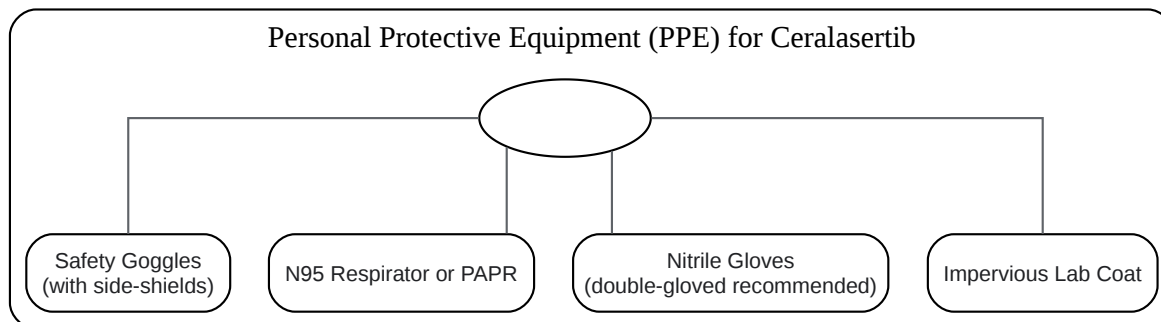 Personal Protective Equipment (PPE) for Ceralasertib
Safety Goggles
(with side-shields)
N95 Respirator or PAPR
Nitrile Gloves
(double-gloved recommended)
Impervious Lab Coat